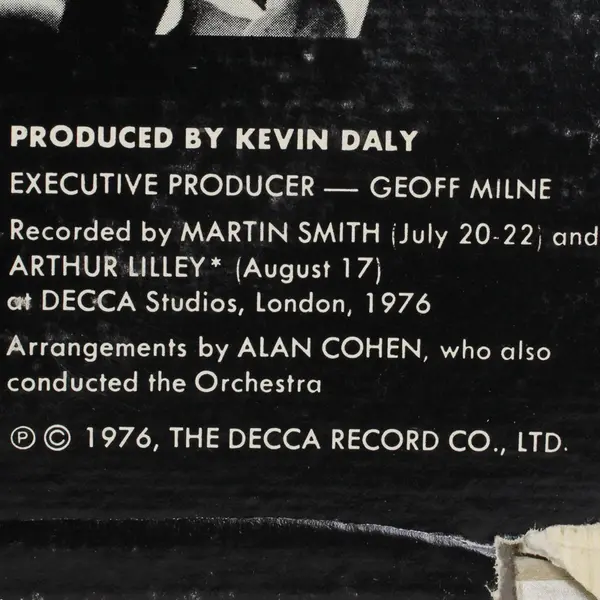 PRODUCED BY KEVIN DALY
EXECUTIVE PRODUCER — GEOFF MILNE
Recorded by MARTIN SMITH (July 20-22) and
ARTHUR LILLEY* (August 17)
at DECCA Studios, London, 1976
Arrangements by ALAN COHEN, who also
conducted the Orchestra
℗ © 1976, THE DECCA RECORD CO., LTD.